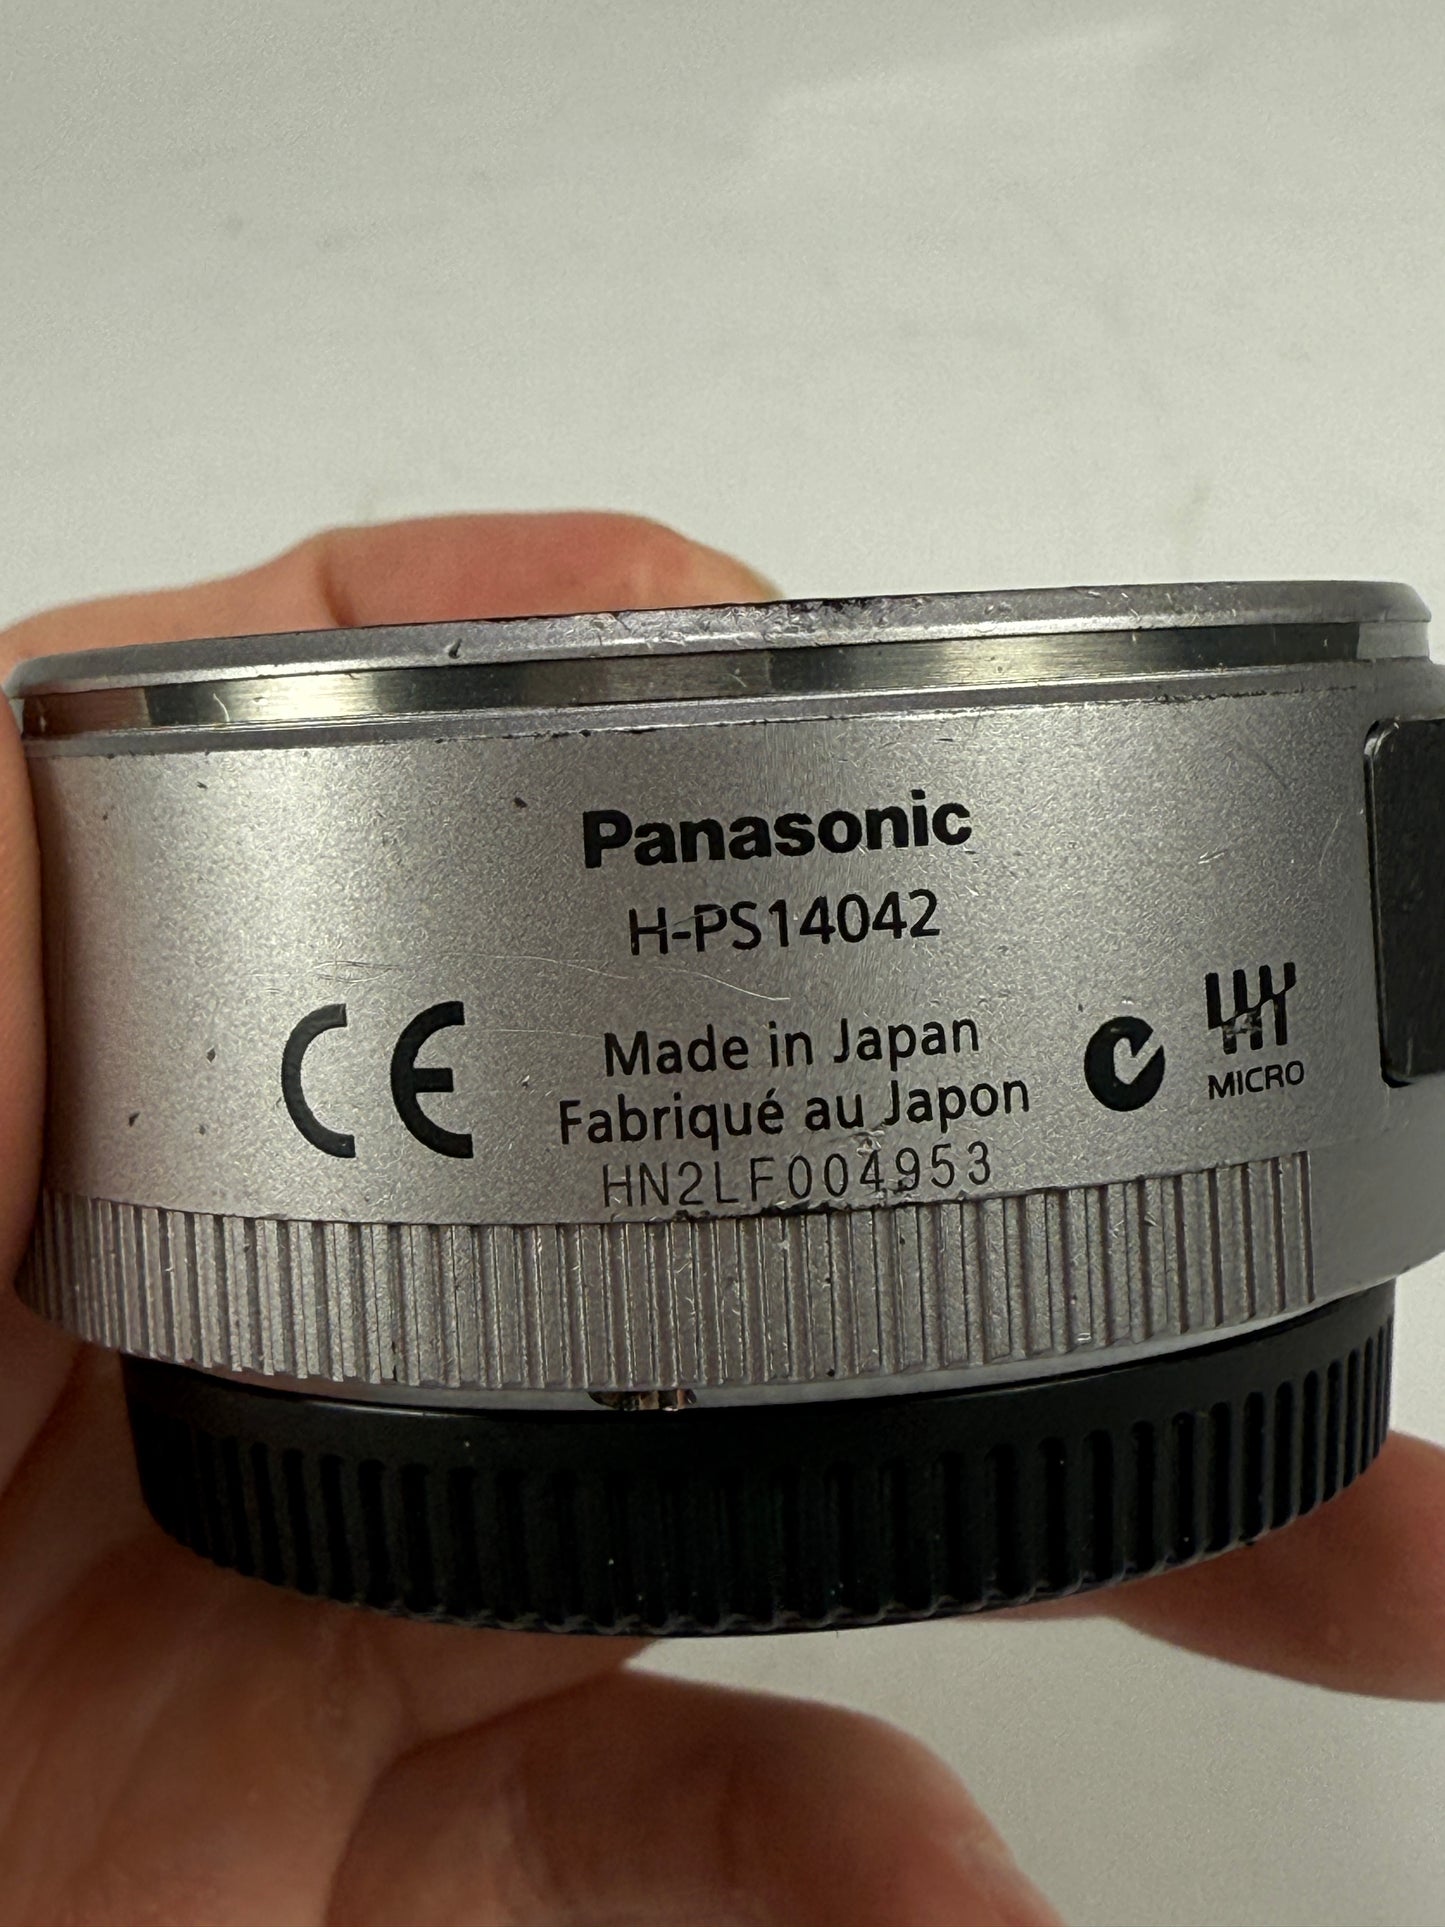 Panasonic
H-PS14042
CE
Made in Japan
Fabriqué au Japon
MICRO
HN2LF004953